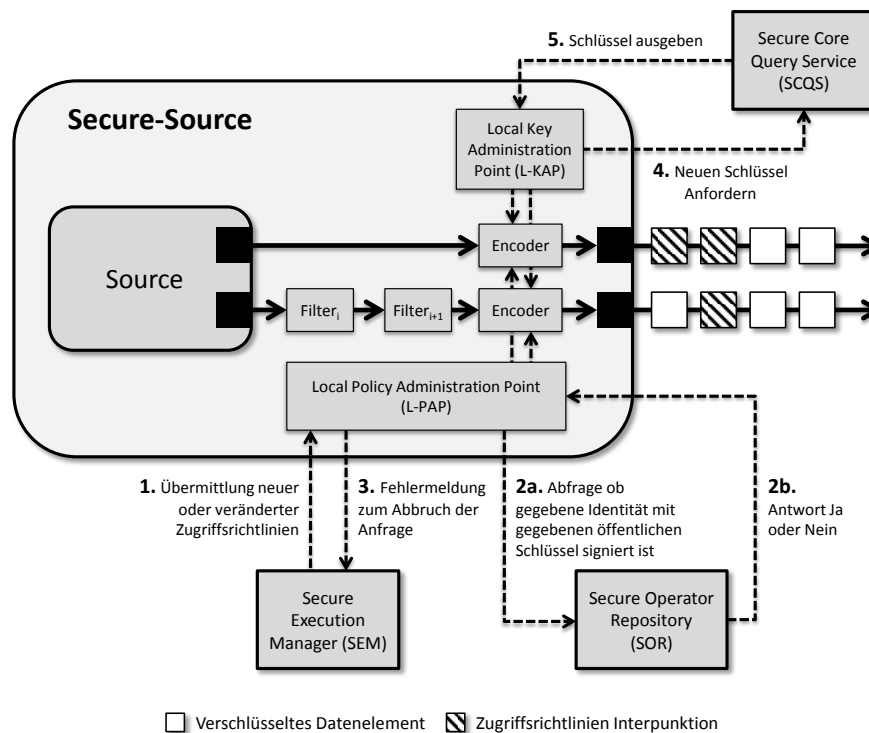 5. Schlüssel ausgeben
Secure Core
Query Service
(SCQS)
Secure-Source
Local Key
Administration
Point (L-KAP)
4. Neuen Schlüssel
Anfordern
Source
Encoder
Filter i
Filter i+1
Encoder
Local Policy Administration Point
(L-PAP)
1. Übermittlung neuer
oder veränderter
Zugriffsrichtlinien
3. Fehlermeldung
zum Abbruch der
Anfrage
2a. Abfrage ob
gegebene Identität mit
gegebenen öffentlichen
Schlüssel signiert ist
2b.
Antwort Ja
oder Nein
Secure
Execution
Manager (SEM)
Secure Operator
Repository
(SOR)
Verschlüsseltes Datenelement
Zugriffsrichtlinien Interpunktion